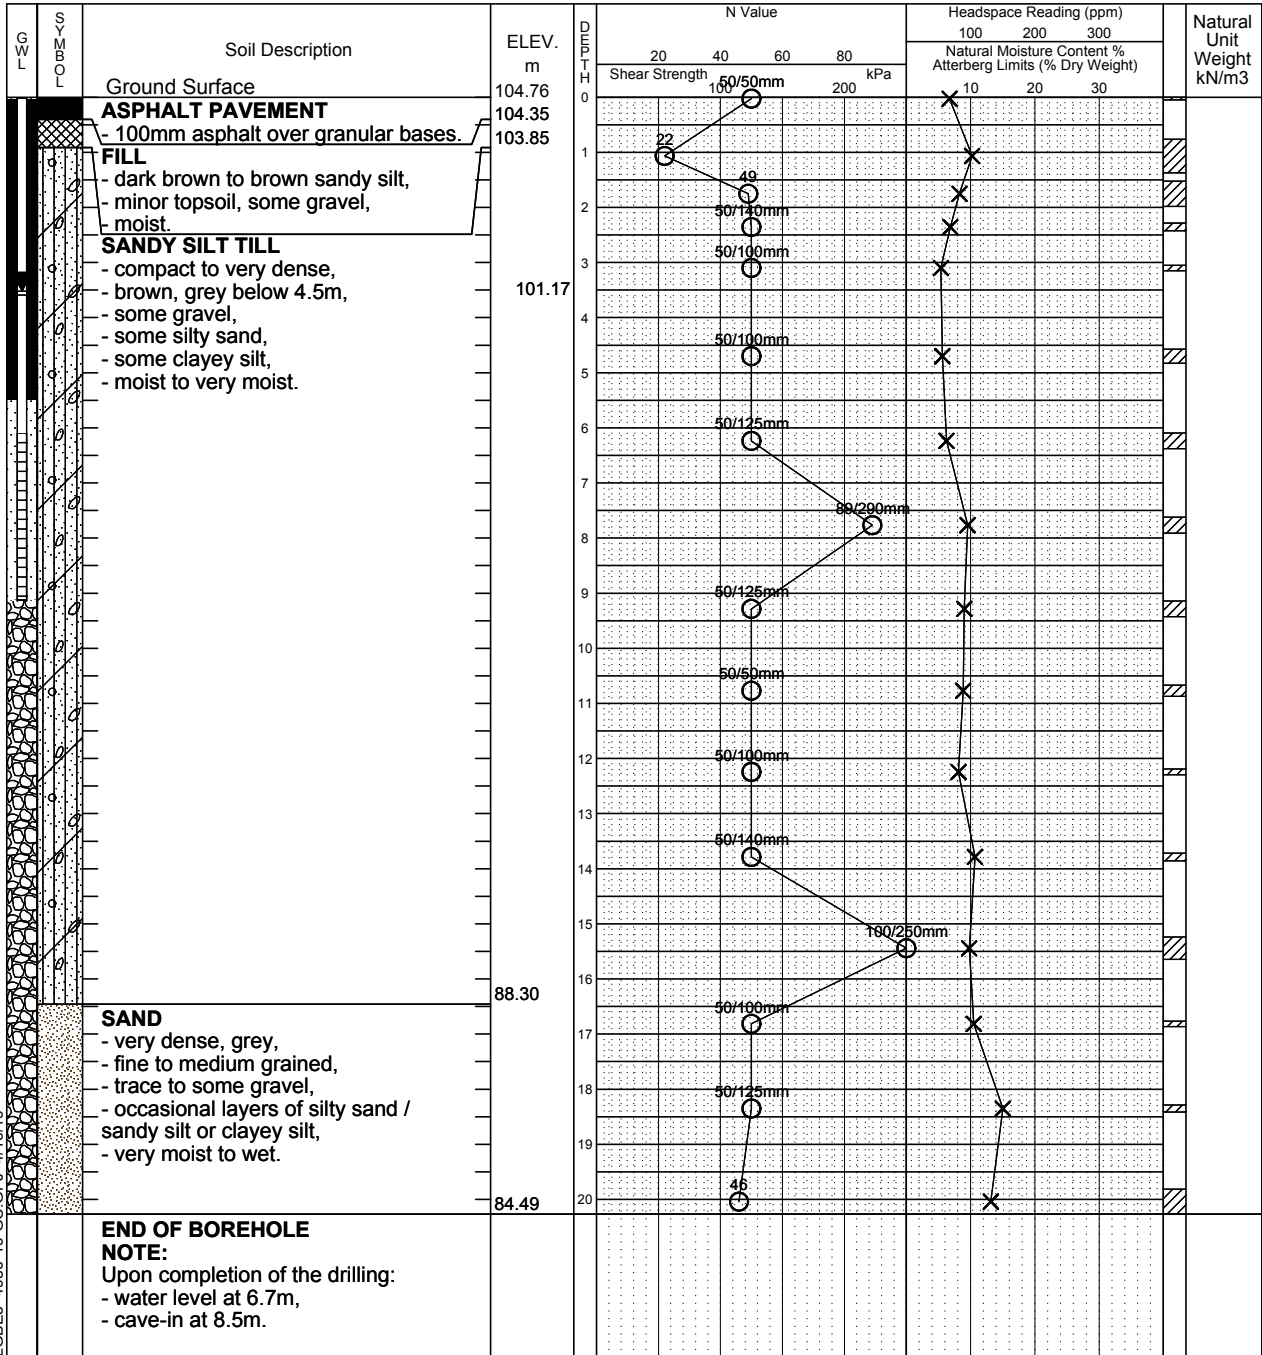 GWL
SYMBOL
Soil Description
Ground Surface
ELEV.
m
DEPTH
N Value
20 40 60 80
Shear Strength kPa
100 200
Headspace Reading (ppm)
100 200 300
Natural Moisture Content %
Atterberg Limits (% Dry Weight)
10 20 30
Natural
Unit
Weight
kN/m3
104.76
ASPHALT PAVEMENT
- 100mm asphalt over granular bases.
104.35
103.85
FILL
- dark brown to brown sandy silt,
- minor topsoil, some gravel,
- moist.
SANDY SILT TILL
- compact to very dense,
- brown, grey below 4.5m,
- some gravel,
- some silty sand,
- some clayey silt,
- moist to very moist.
101.17
88.30
SAND
- very dense, grey,
- fine to medium grained,
- trace to some gravel,
- occasional layers of silty sand /
sandy silt or clayey silt,
- very moist to wet.
84.49
END OF BOREHOLE
NOTE:
Upon completion of the drilling:
- water level at 6.7m,
- cave-in at 8.5m.
0
1
2
3
4
5
6
7
8
9
10
11
12
13
14
15
16
17
18
19
20
50/50mm
22
49
50/140mm
50/100mm
50/100mm
50/125mm
89/290mm
50/125mm
50/50mm
50/100mm
50/140mm
100/250mm
50/100mm
50/125mm
46